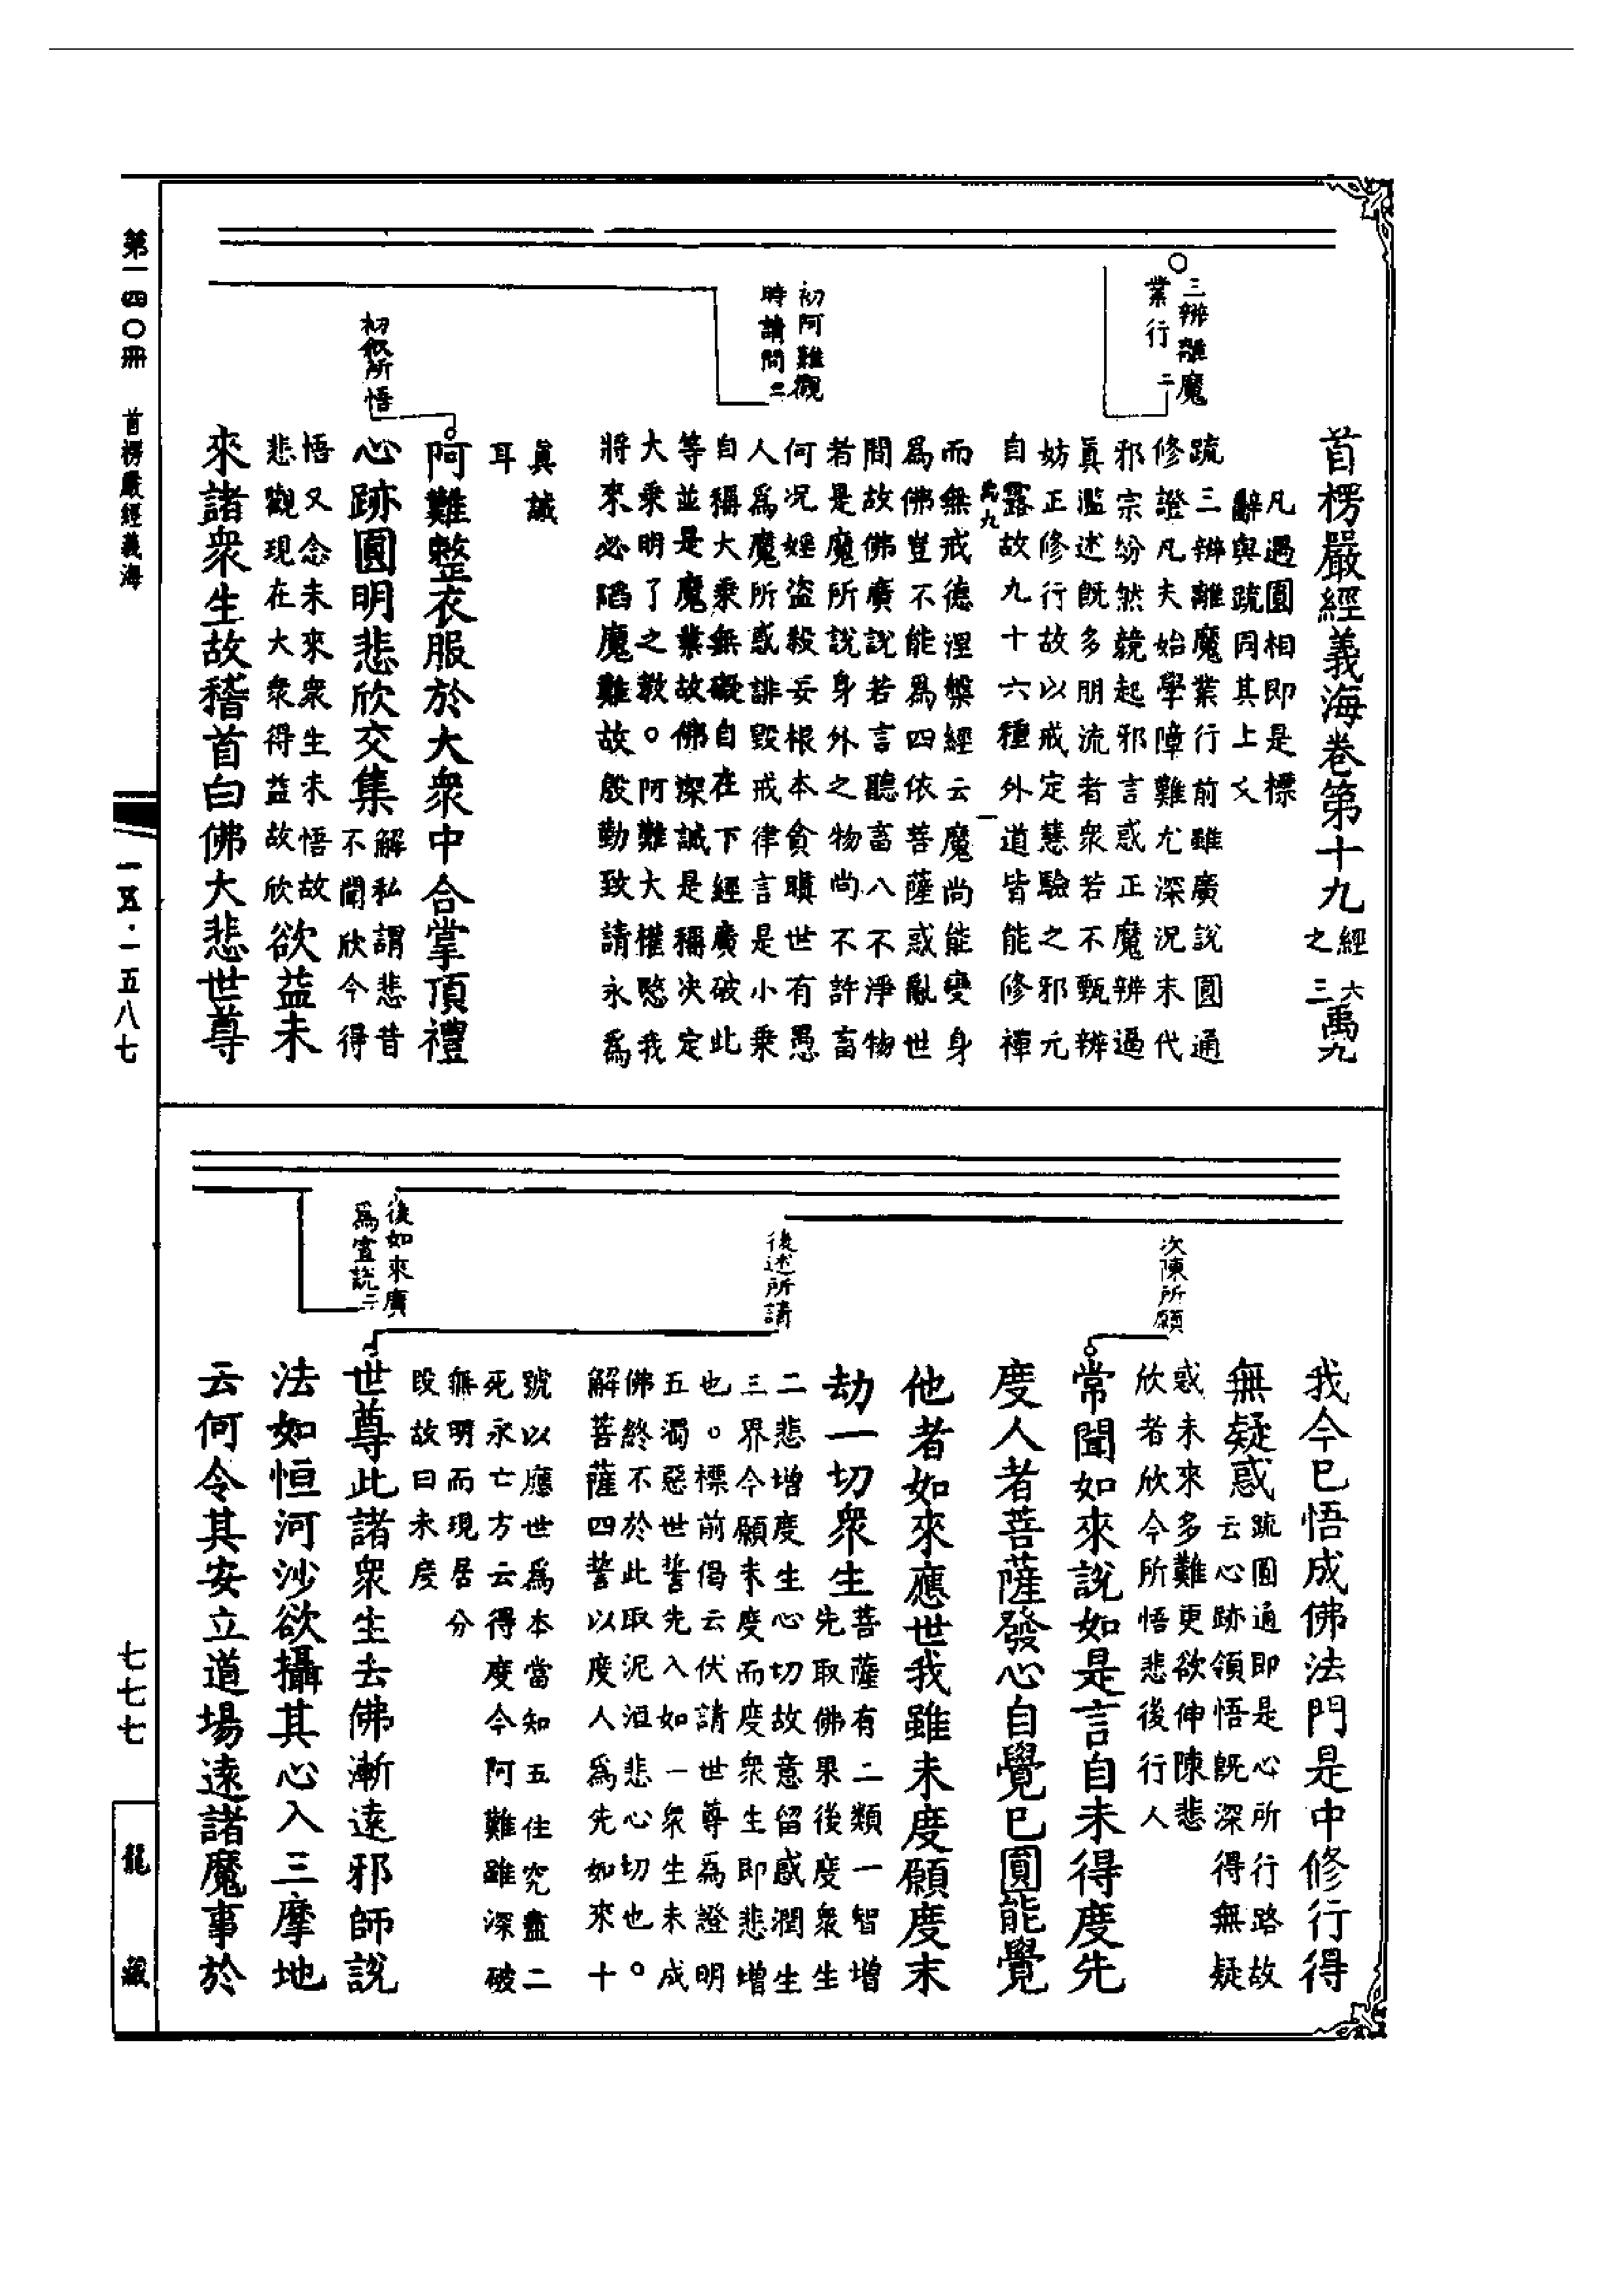 首楞嚴經義海卷第十九經六之三禹九
凡遇圓相即是標
辭與疏同其上文
三辨離魔
業行二
疏三辨離魔業行前雖廣說圓通
修證凡夫始學障難尤深況末代
邪宗紛然競起邪言惑正魔辨過
真濫述既多朋流者衆若不甄辨
妨正修行故以戒定慧驗之邪元
自露故九十六種外道皆能修禪
禹九 一
而無戒德涅槃經云魔尚能變身
爲佛豈不能爲四依菩薩惑亂世
間故佛廣說若言聽畜八不淨物
者是魔所說身外之物尚不許畜
何况婬盜殺妄根本貪瞋世有愚
人爲魔所惑誹毀戒律言是小乗
自稱大乘無礙自在下經廣破此
等並是魔業故佛深誡是稱决定
大乘明了之教。阿難大權愍我
將來必陷魔難故慇勤致請永爲
真誠
耳
初阿難觀
時請問三
初叙所悟
阿難整衣服於大衆中合掌頂禮
心跡圓明悲欣交集解私謂悲昔不聞欣今得
悟又念未來衆生未悟故
悲觀現在大衆得益故欣欲益未
來諸衆生故稽首白佛大悲世尊
我今已悟成佛法門是中修行得
無疑惑疏圓通即是心所行路故云心跡領悟既深得無疑
惑未來多難更欲伸陳悲
欣者欣今所悟悲後行人
次陳所願
常聞如來說如是言自未得度先
度人者菩薩發心自覺已圓能覺
他者如來應世我雖未度願度末
劫一切衆生菩薩有二類一智增先取佛果後度衆生
二悲增度生心切故意留惑潤生
三界今願未度而度衆生即悲增
也。標前偈云伏請世尊爲證明
五濁惡世誓先入如一衆生未成
佛終不於此取泥洹悲心切也。
解菩薩四誓以度人爲先如來十
號以應世爲本當知五住究盡二
死永亡方云得度今阿難雖深破
無明而現居分
段故曰未度
後述所請
世尊此諸衆生去佛漸遠邪師說
法如恒河沙欲攝其心入三摩地
云何令其安立道場遠諸魔事於
後如來廣
爲宣說二
第一四〇冊 首楞嚴經義海
一五·一五八七
七七七
龍藏